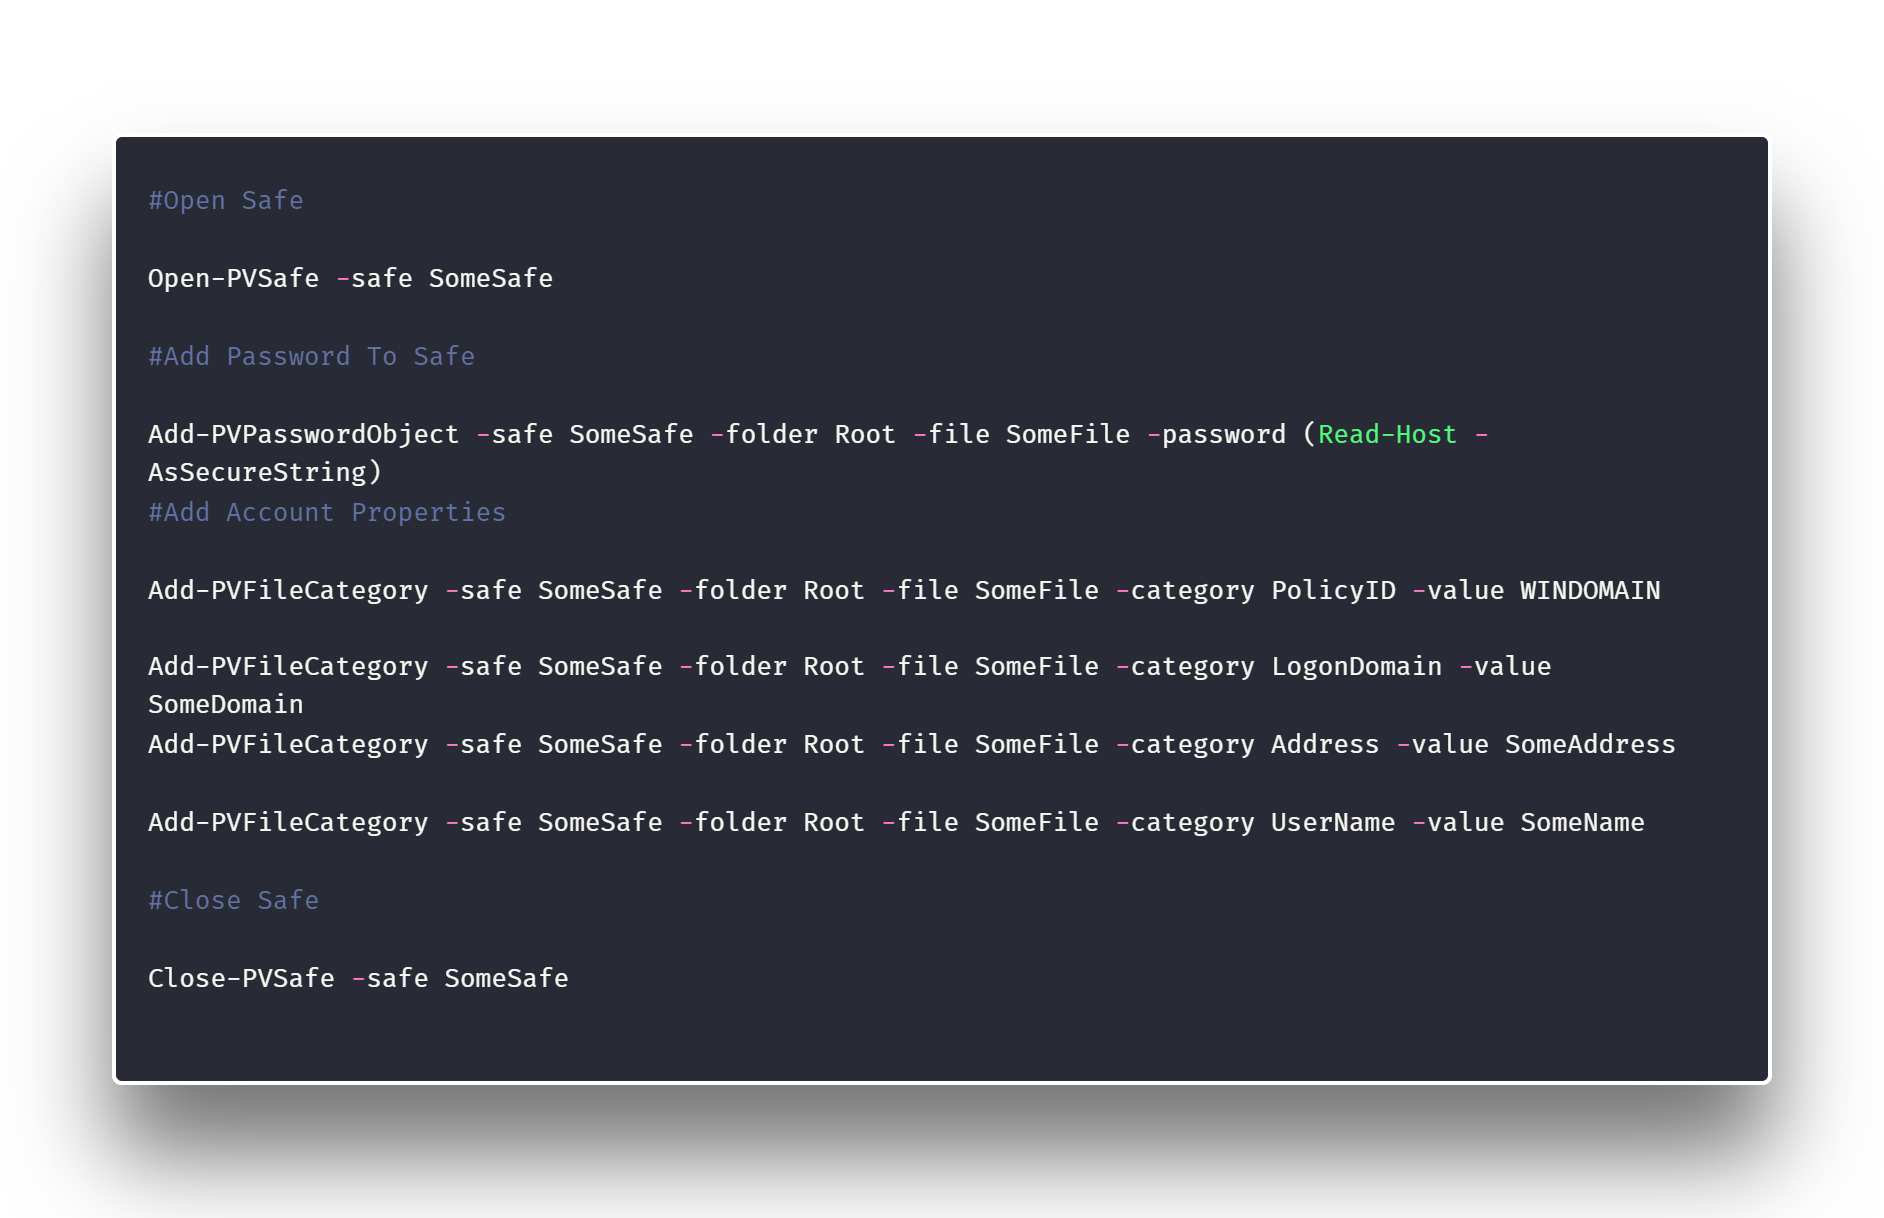 #Open Safe
Open-PVSafe -safe SomeSafe
#Add Password To Safe
Add-PVPasswordObject -safe SomeSafe -folder Root -file SomeFile -password (Read-Host -
AsSecureString)
#Add Account Properties
Add-PVFileCategory -safe SomeSafe -folder Root -file SomeFile -category PolicyID -value WINDOMAIN
Add-PVFileCategory -safe SomeSafe -folder Root -file SomeFile -category LogonDomain -value
SomeDomain
Add-PVFileCategory -safe SomeSafe -folder Root -file SomeFile -category Address -value SomeAddress
Add-PVFileCategory -safe SomeSafe -folder Root -file SomeFile -category UserName -value SomeName
#Close Safe
Close-PVSafe -safe SomeSafe